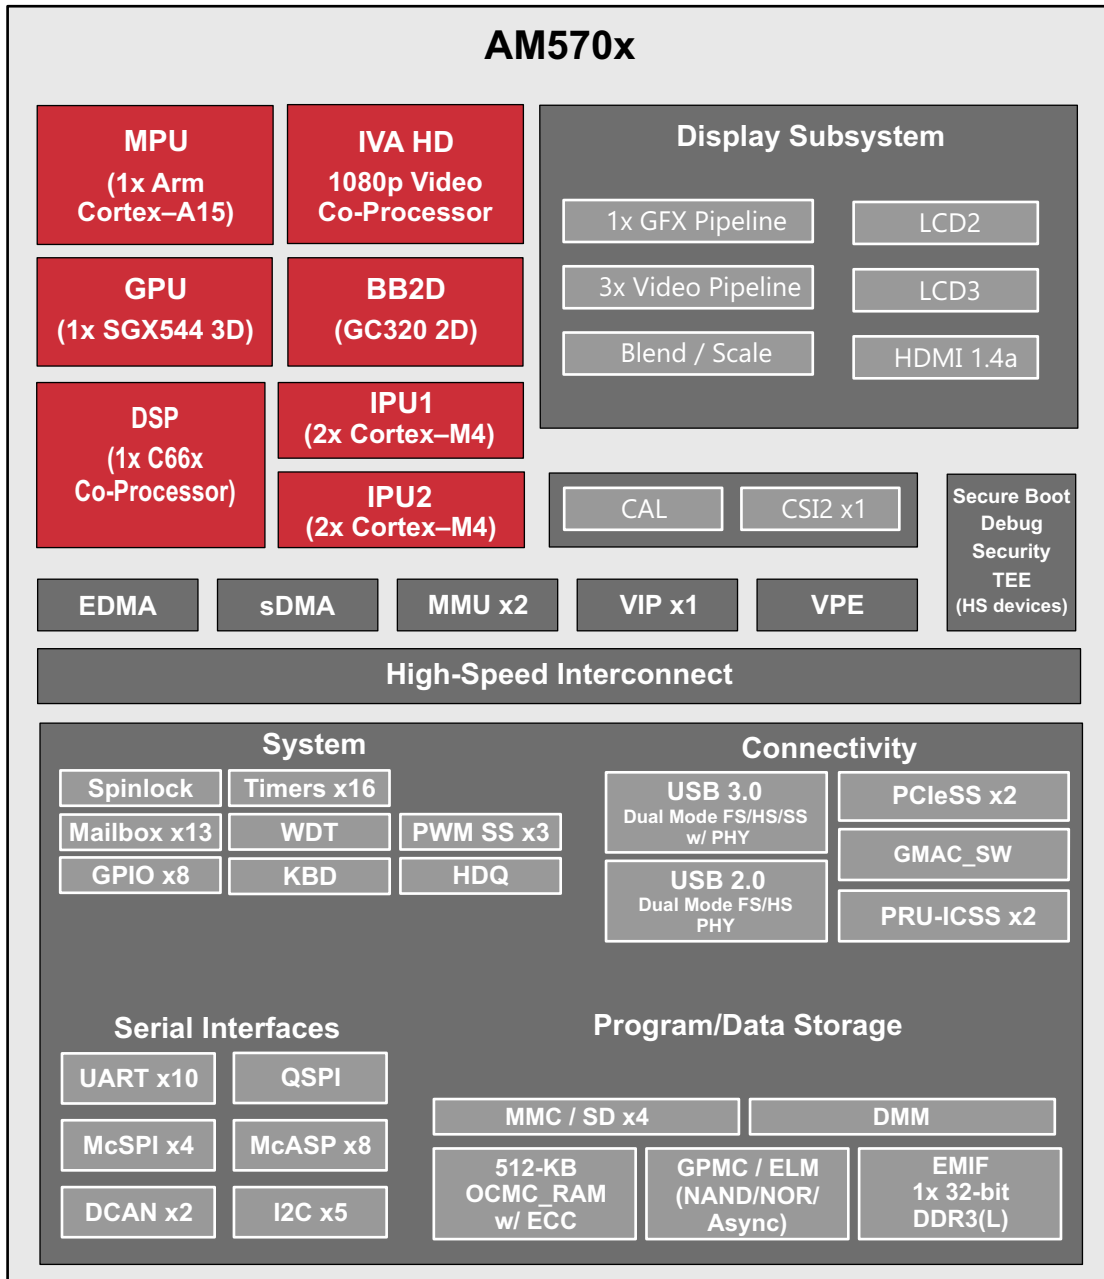 AM570x
MPU
(1x Arm
Cortex–A15)
IVA HD
1080p Video
Co-Processor
GPU
(1x SGX544 3D)
BB2D
(GC320 2D)
DSP
(1x C66x
Co-Processor)
IPU1
(2x Cortex–M4)
IPU2
(2x Cortex–M4)
Display Subsystem
1x GFX Pipeline
LCD2
3x Video Pipeline
LCD3
Blend / Scale
HDMI 1.4a
CAL
CSI2 x1
Secure Boot
Debug
Security
TEE
(HS devices)
EDMA
sDMA
MMU x2
VIP x1
VPE
High-Speed Interconnect
System
Spinlock
Timers x16
Mailbox x13
WDT
PWM SS x3
GPIO x8
KBD
HDQ
Connectivity
USB 3.0
Dual Mode FS/HS/SS
w/ PHY
USB 2.0
Dual Mode FS/HS
PHY
PCIeSS x2
GMAC_SW
PRU-ICSS x2
Serial Interfaces
UART x10
QSPI
McSPI x4
McASP x8
DCAN x2
I2C x5
Program/Data Storage
MMC / SD x4
DMM
512-KB
OCMC_RAM
w/ ECC
GPMC / ELM
(NAND/NOR/
Async)
EMIF
1x 32-bit
DDR3(L)